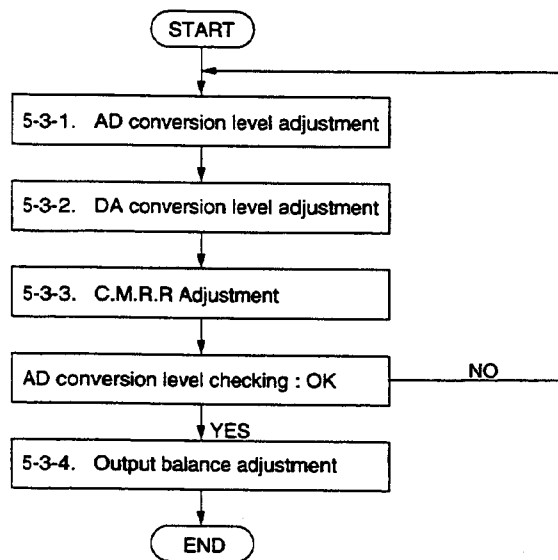 START
5-3-1. AD conversion level adjustment
5-3-2. DA conversion level adjustment
5-3-3. C.M.R.R Adjustment
AD conversion level checking : OK
NO
YES
5-3-4. Output balance adjustment
END